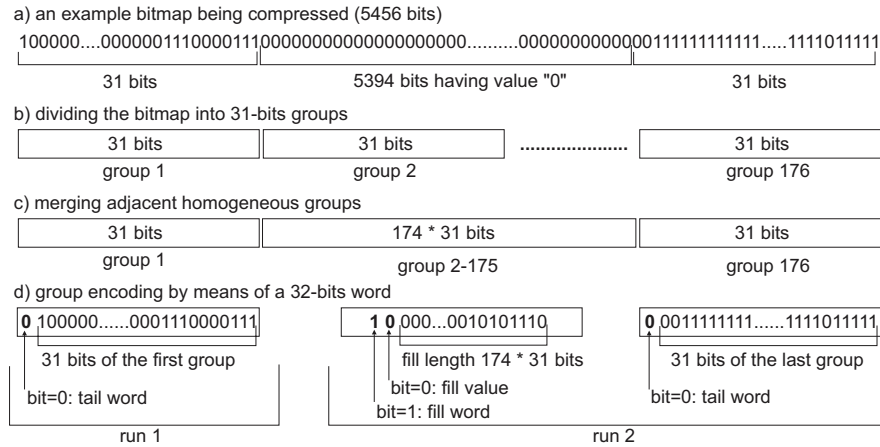 a) an example bitmap being compressed (5456 bits)
100000....0000001110000111000000000000000000000.........00000000000000111111111111.....1111011111
31 bits 5394 bits having value "0" 31 bits
b) dividing the bitmap into 31-bits groups
31 bits 31 bits ..................... 31 bits
group 1 group 2 group 176
c) merging adjacent homogeneous groups
31 bits 174 * 31 bits 31 bits
group 1 group 2-175 group 176
d) group encoding by means of a 32-bits word
0 100000......0001110000111 1 0 000...0010101110 0 0011111111......1111011111
31 bits of the first group fill length 174 * 31 bits 31 bits of the last group
bit=0: tail word bit=0: fill value bit=0: tail word
bit=1: fill word
run 1 run 2